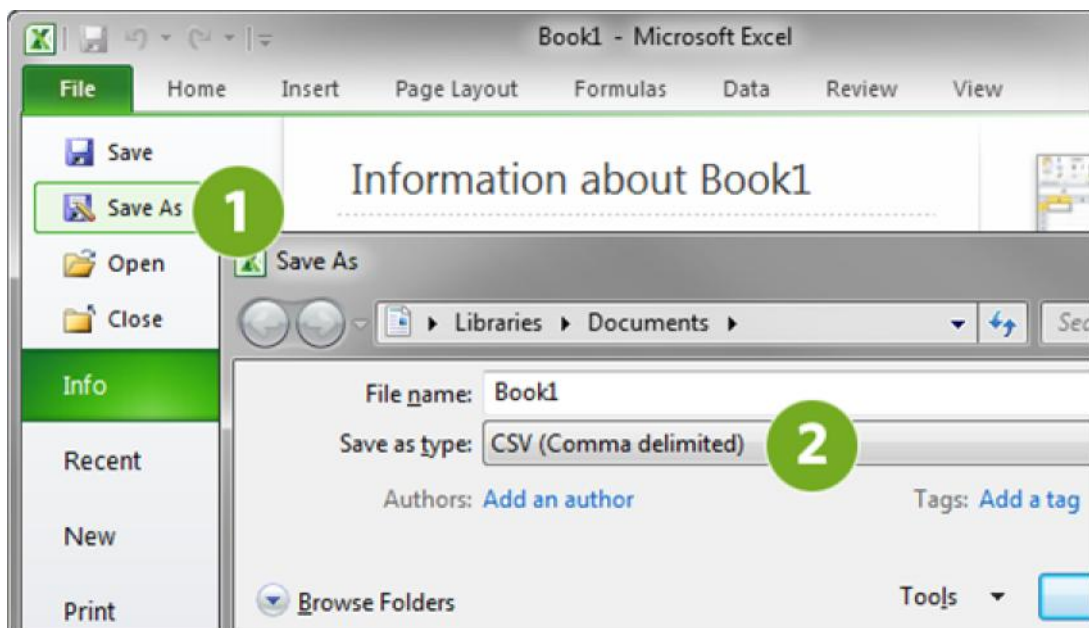 Book1 - Microsoft Excel
File Home Insert Page Layout Formulas Data Review View
Save
Information about Book1
Save As 1
Save As
Open
Close
Libraries Documents
Info
File name: Book1
Save as type: CSV (Comma delimited) 2
Recent
Authors: Add an author Tags: Add a tag
New
Browse Folders Tools
Print